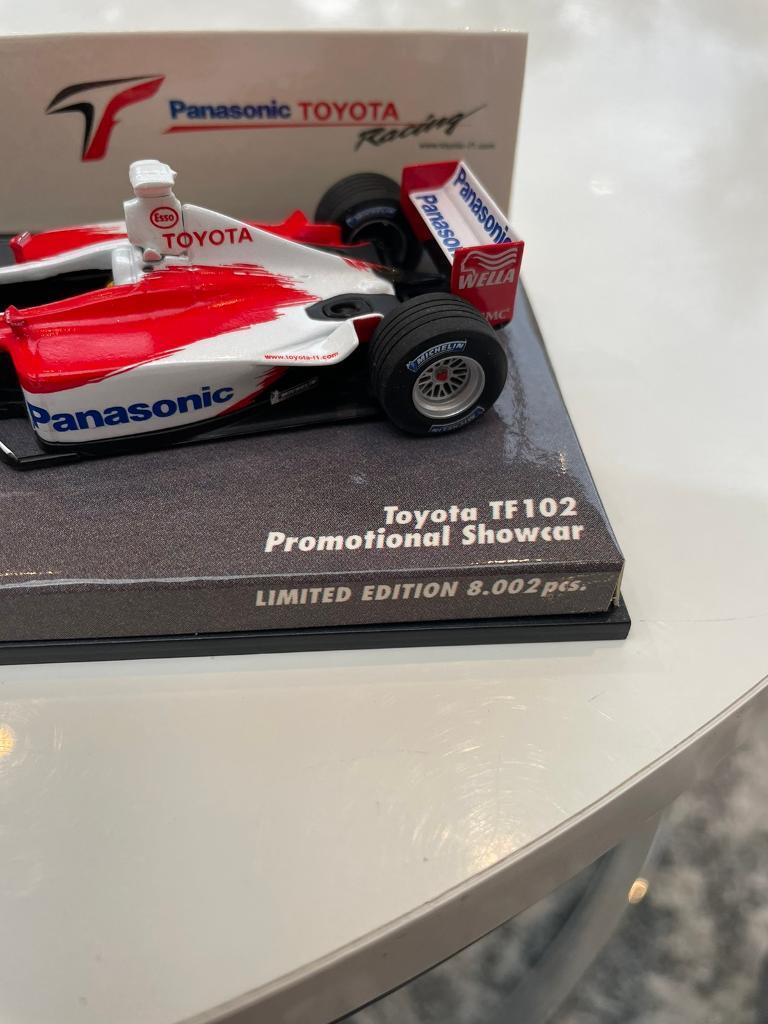 Panasonic TOYOTA
Racing
Esso
TOYOTA
Panasonic
Panasonic
WELLA
www.toyota-f1.com
MICHELIN
Panasonic
Toyota TF102
Promotional Showcar
LIMITED EDITION 8.002 pcs.